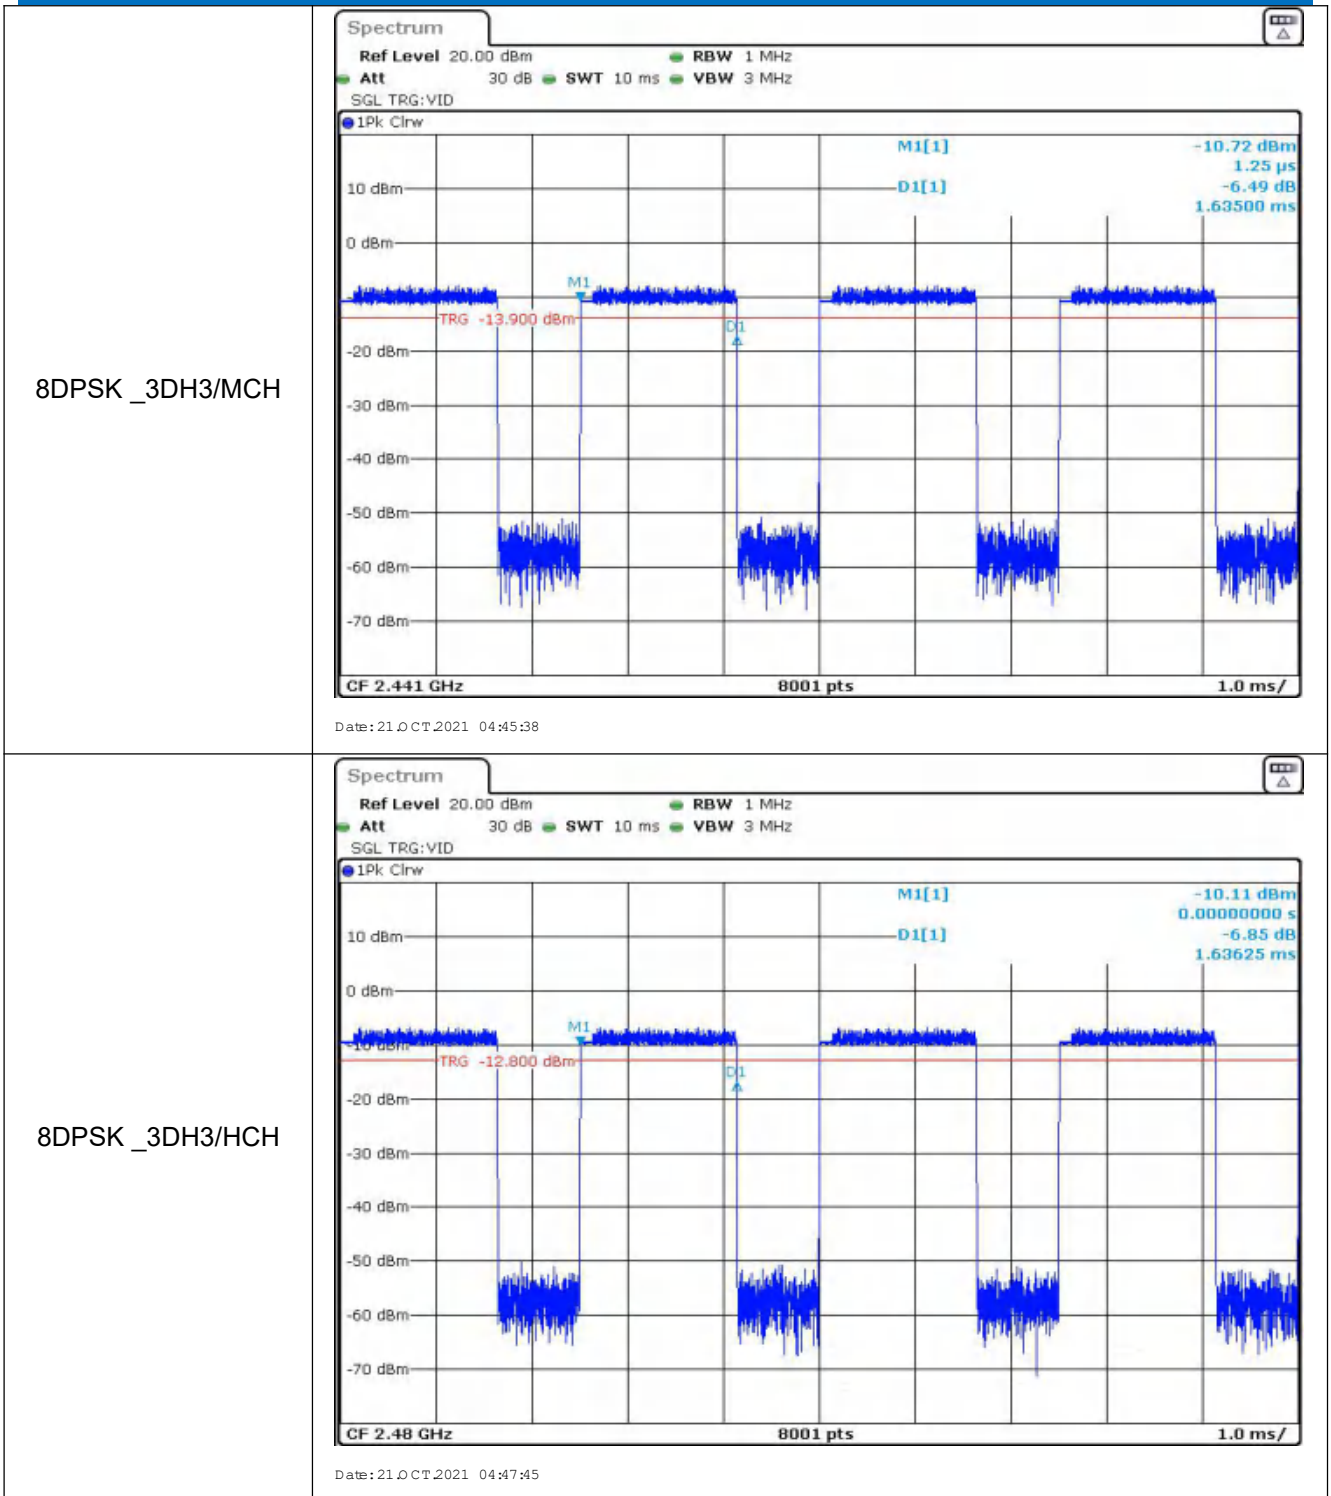 8DPSK _3DH3/MCH
Spectrum
Ref Level 20.00 dBm RBW 1 MHz
Att 30 dB SWT 10 ms VBW 3 MHz
SGL TRG:VID
1Pk Clrw
M1[1] -10.72 dBm
1.25 µs
10 dBm D1[1] -6.49 dB
1.63500 ms
0 dBm
M1
TRG -13.900 dBm
D1
-20 dBm
-30 dBm
-40 dBm
-50 dBm
-60 dBm
-70 dBm
CF 2.441 GHz 8001 pts 1.0 ms/
Date: 21.OCT.2021 04:45:38
8DPSK _3DH3/HCH
Spectrum
Ref Level 20.00 dBm RBW 1 MHz
Att 30 dB SWT 10 ms VBW 3 MHz
SGL TRG:VID
1Pk Clrw
M1[1] -10.11 dBm
0.00000000 s
10 dBm D1[1] -6.85 dB
1.63625 ms
0 dBm
M1
-10 dBm
TRG -12.800 dBm
D1
-20 dBm
-30 dBm
-40 dBm
-50 dBm
-60 dBm
-70 dBm
CF 2.48 GHz 8001 pts 1.0 ms/
Date: 21.OCT.2021 04:47:45